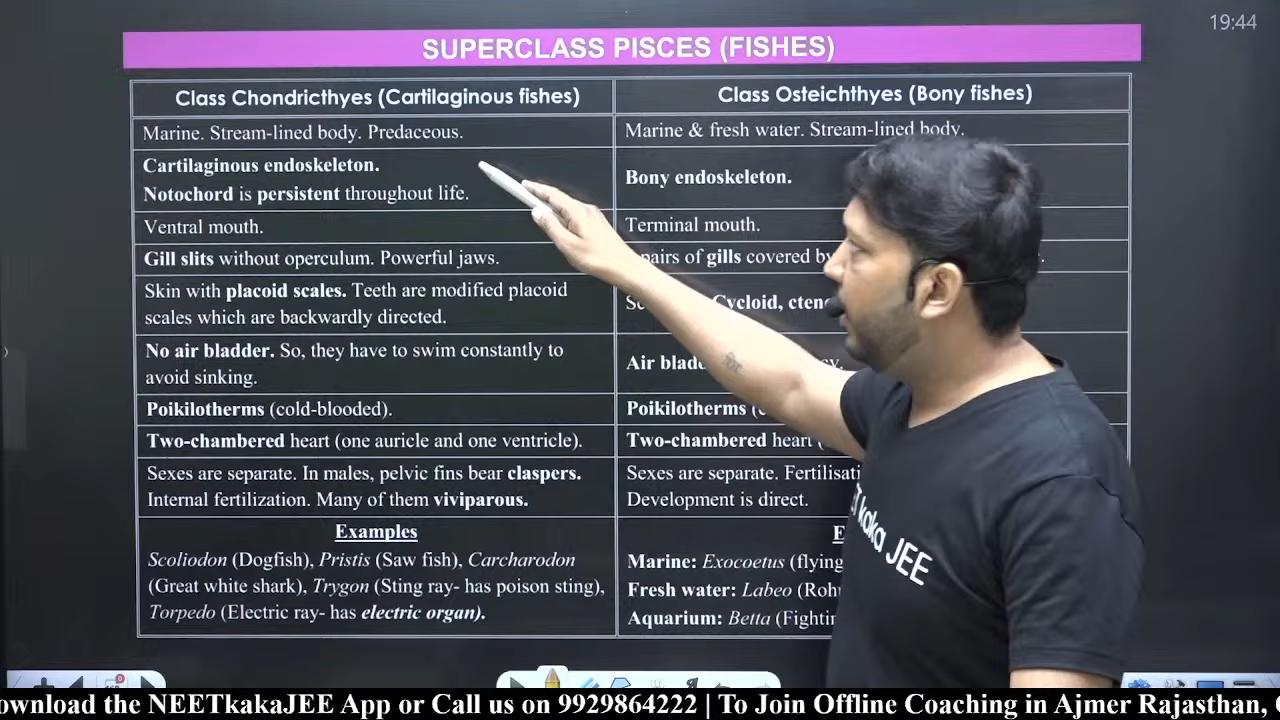 19:44
SUPERCLASS PISCES (FISHES)
Class Chondricthyes (Cartilaginous fishes)
Class Osteichthyes (Bony fishes)
Marine. Stream-lined body. Predaceous.
Marine & fresh water. Stream-lined body.
Cartilaginous endoskeleton.
Notochord is persistent throughout life.
Bony endoskeleton.
Ventral mouth.
Terminal mouth.
Gill slits without operculum. Powerful jaws.
pairs of gills covered by
Skin with placoid scales. Teeth are modified placoid
scales which are backwardly directed.
Cycloid,
No air bladder. So, they have to swim constantly to
avoid sinking.
Air
Poikilotherms (cold-blooded).
Poikilotherms
Two-chambered heart (one auricle and one ventricle).
Two-chambered heart
Sexes are separate. In males, pelvic fins bear claspers.
Internal fertilization. Many of them viviparous.
Sexes are separate.
Development is direct.
Examples
Scoliodon (Dogfish), Pristis (Saw fish), Carcharodon
(Great white shark), Trygon (Sting ray- has poison sting),
Torpedo (Electric ray- has electric organ).
Marine: Exocoetus (flying
Fresh water: Labeo
Aquarium: Betta
kaka JEE
ownload the NEETkakaJEE App or Call us on 9929864222 | To Join Offline Coaching in Ajmer Rajasthan,